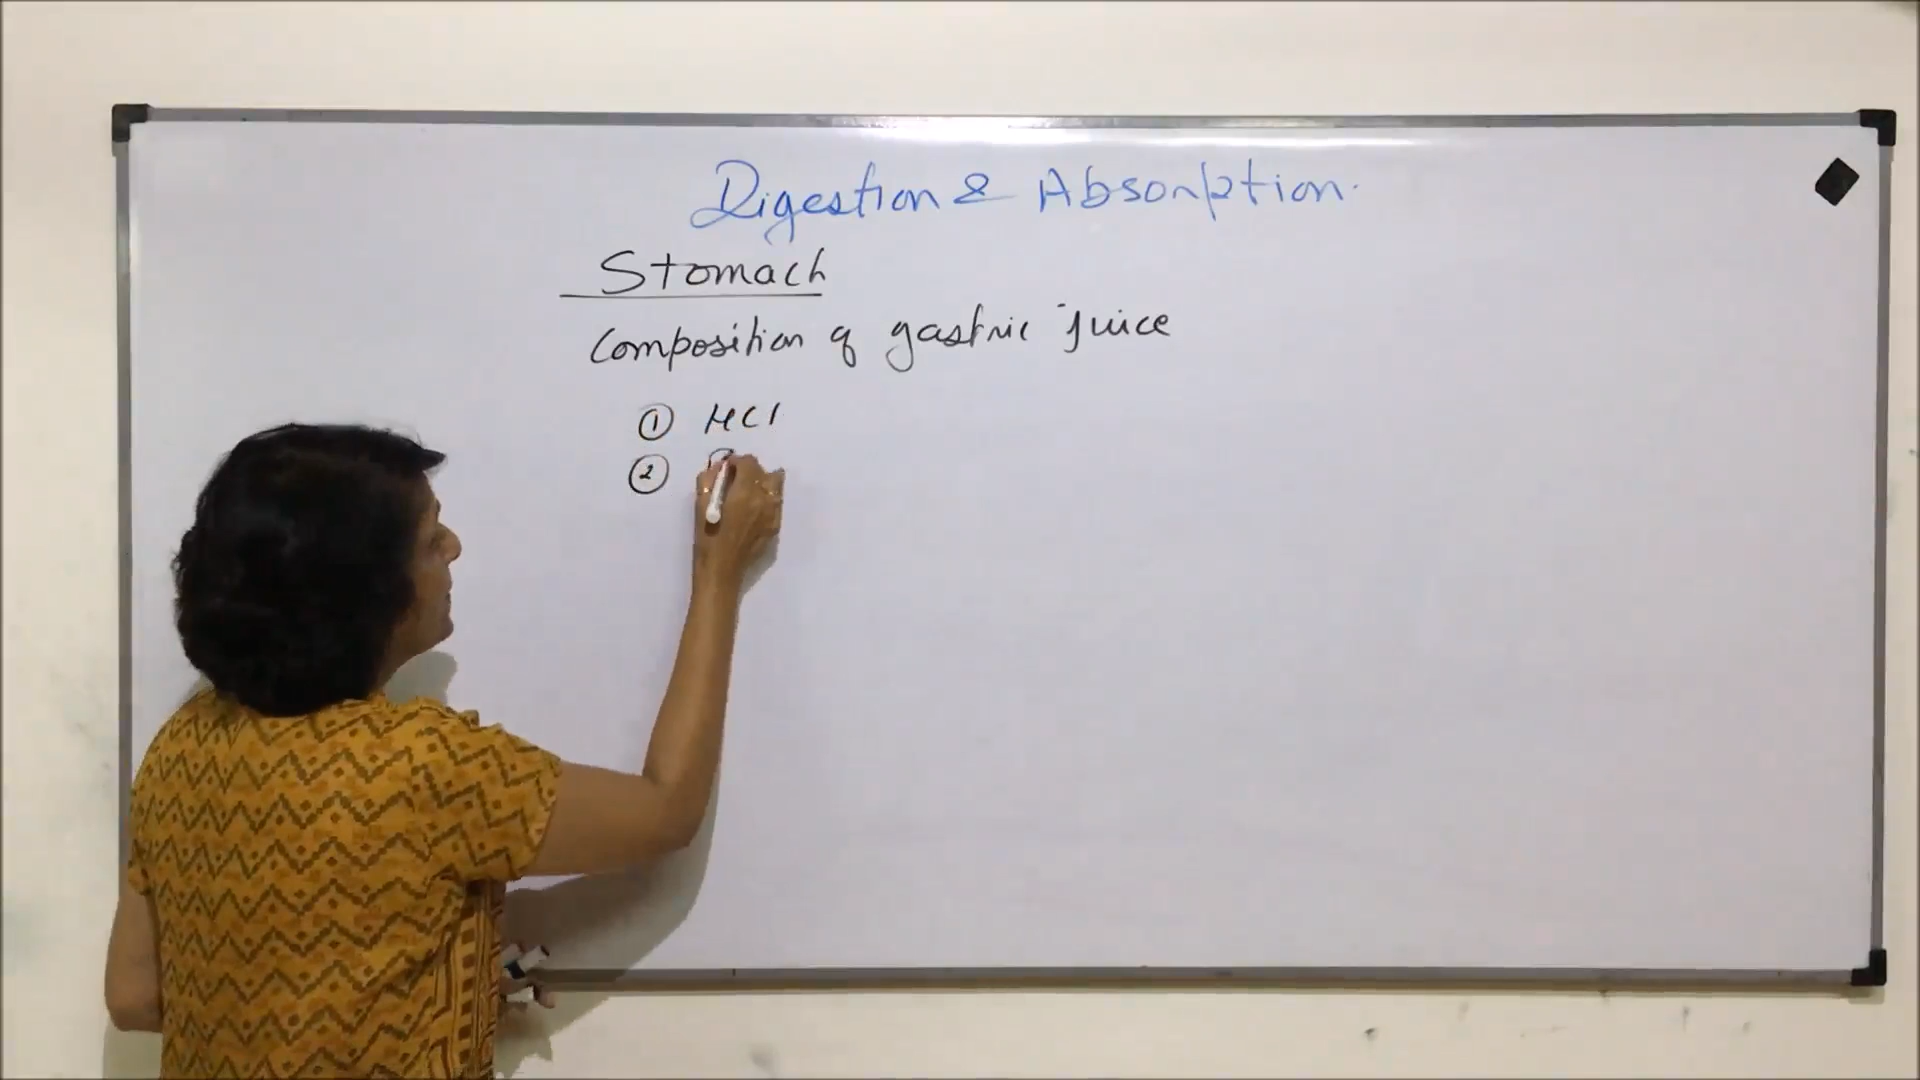 Digestion & Absorption.
Stomach
Composition of gastric juice
① HCl
②